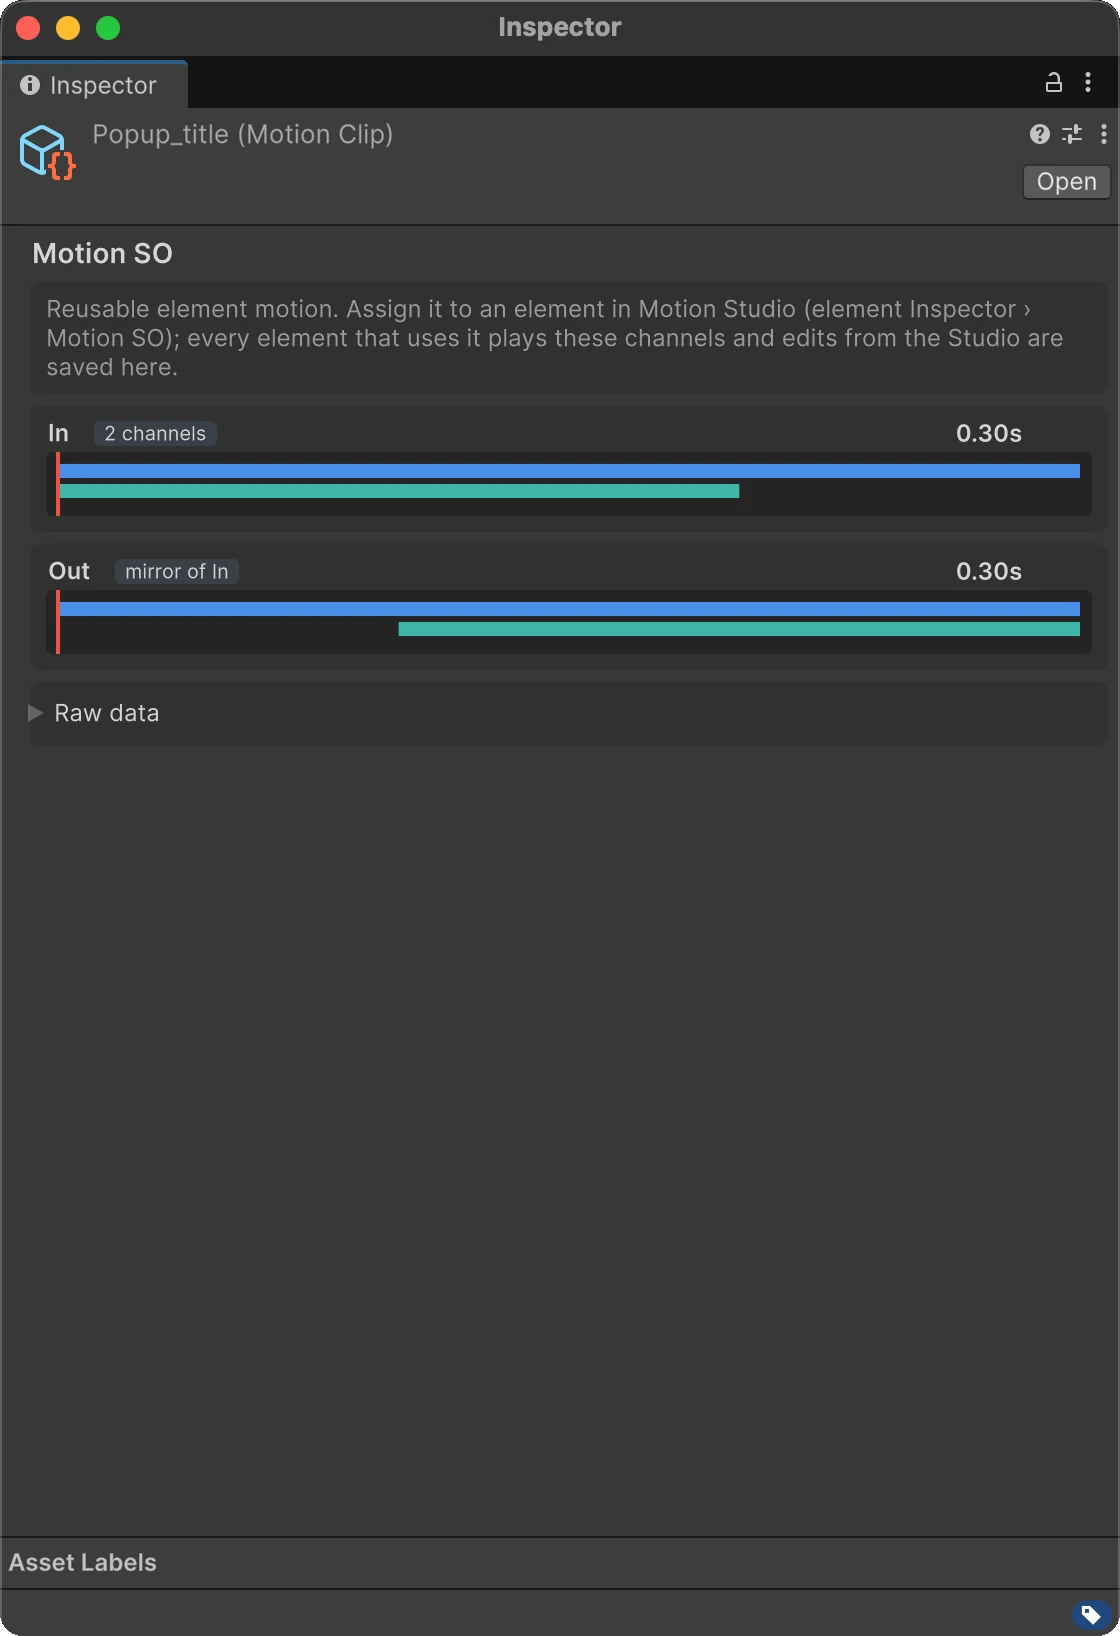 Inspector
Inspector
Popup_title (Motion Clip)
Open
Motion SO
Reusable element motion. Assign it to an element in Motion Studio (element Inspector ›
Motion SO); every element that uses it plays these channels and edits from the Studio are
saved here.
In 2 channels 0.30s
Out mirror of In 0.30s
Raw data
Asset Labels